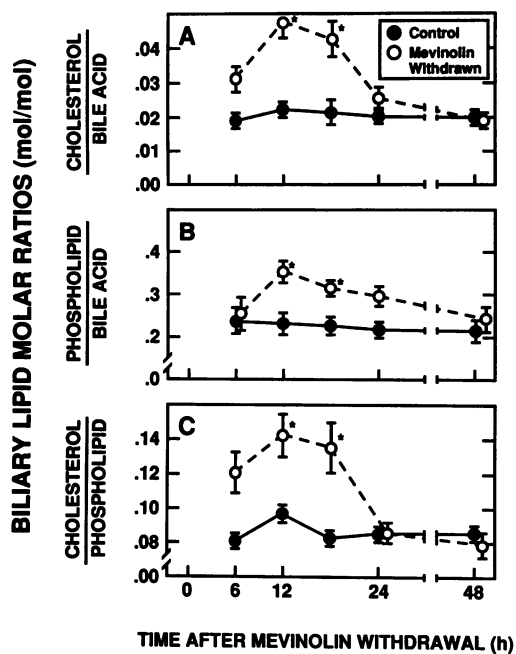 BILIARY LIPID MOLAR RATIOS (mol/mol)
A
CHOLESTEROL
BILE ACID
.04
.03
.02
.01
.00
Control
Mevinolin
Withdrawn
*
*
B
PHOSPHOLIPID
BILE ACID
.4
.3
.2
.0
*
*
C
CHOLESTEROL
PHOSPHOLIPID
.14
.12
.10
.08
.00
*
*
0 6 12 24 48
TIME AFTER MEVINOLIN WITHDRAWAL (h)